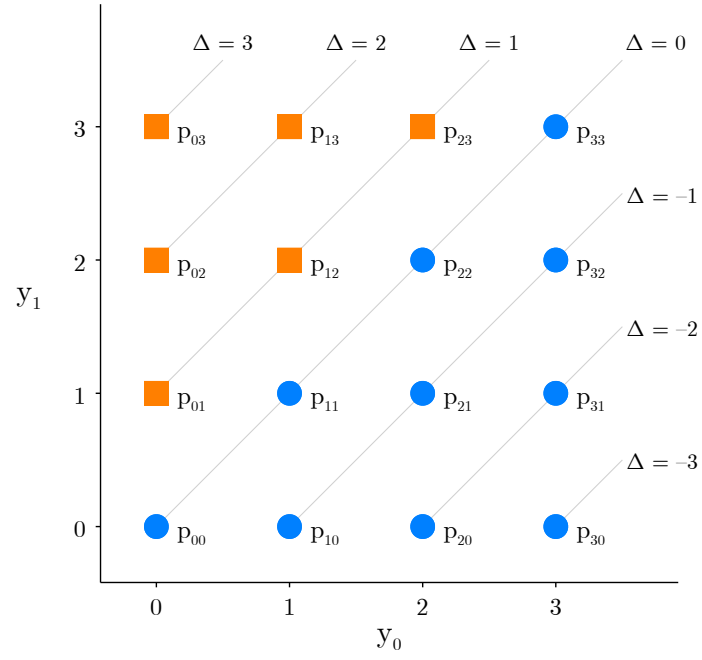 Δ = 3 Δ = 2 Δ = 1 Δ = 0
3 p03 p13 p23 p33
Δ = –1
2 p02 p12 p22 p32
y1
Δ = –2
1 p01 p11 p21 p31
Δ = –3
0 p00 p10 p20 p30
0 1 2 3
y0